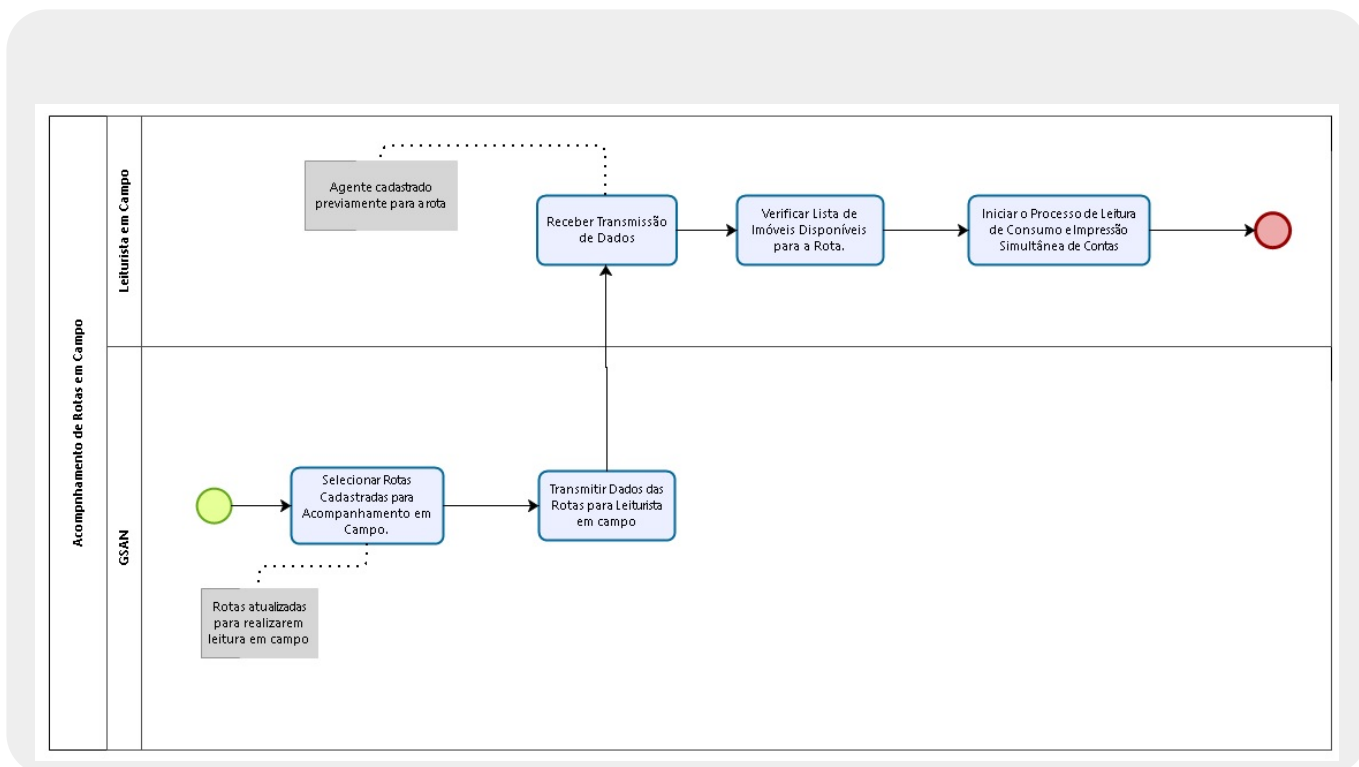 Acompnhamento de Rotas em Campo
Leiturista em Campo
Agente cadastrado
previamente para a rota
Receber Transmissão
de Dados
Verificar Lista de
Imóveis Disponíveis
para a Rota.
Iniciar o Processo de Leitura
de Consumo e Impressão
Simultânea de Contas
GSAN
Selecionar Rotas
Cadastradas para
Acompanhamento em
Campo.
Transmitir Dados das
Rotas para Leiturista
em campo
Rotas atualizadas
para realizarem
leitura em campo